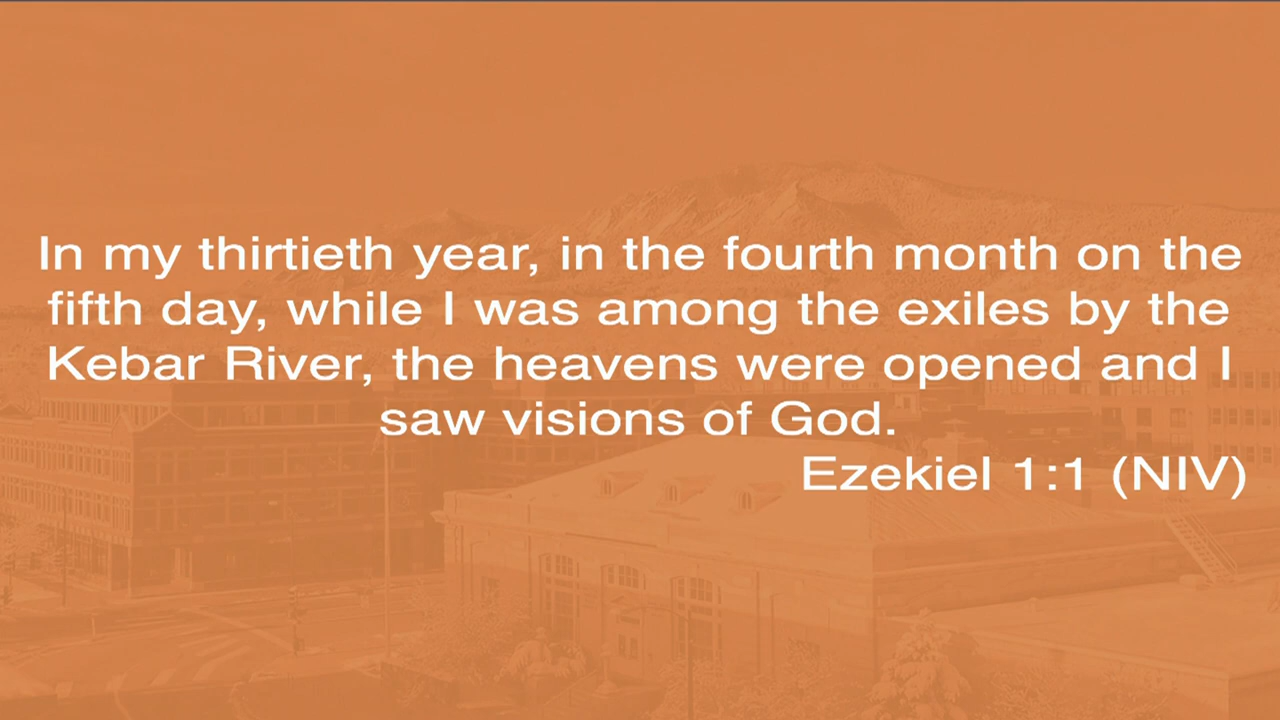 In my thirtieth year, in the fourth month on the
fifth day, while I was among the exiles by the
Kebar River, the heavens were opened and I
saw visions of God.
Ezekiel 1:1 (NIV)